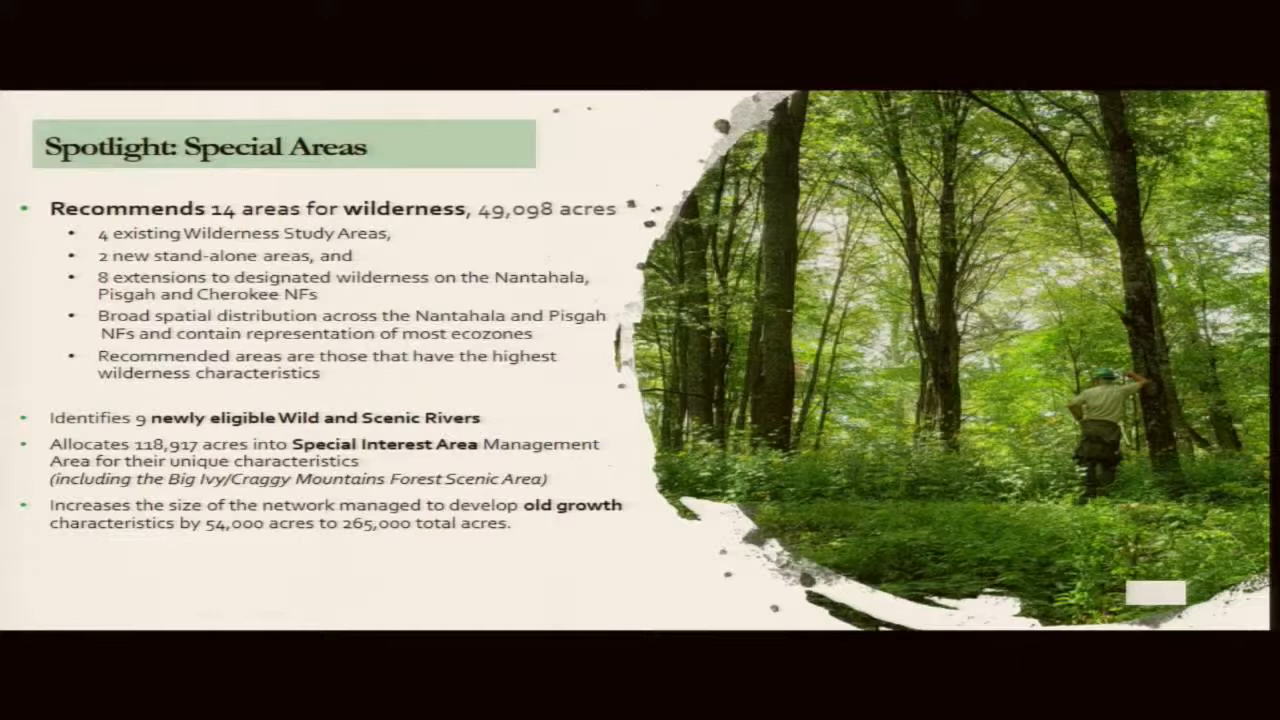 Spotlight: Special Areas
• Recommends 14 areas for wilderness, 49,098 acres
• 4 existing Wilderness Study Areas,
• 2 new stand-alone areas, and
• 8 extensions to designated wilderness on the Nantahala,
Pisgah and Cherokee NFs
• Broad spatial distribution across the Nantahala and Pisgah
NFs and contain representation of most ecozones
• Recommended areas are those that have the highest
wilderness characteristics
• Identifies 9 newly eligible Wild and Scenic Rivers
• Allocates 118,917 acres into Special Interest Area Management
Area for their unique characteristics
(including the Big Ivy/Craggy Mountains Forest Scenic Area)
• Increases the size of the network managed to develop old growth
characteristics by 54,000 acres to 265,000 total acres.